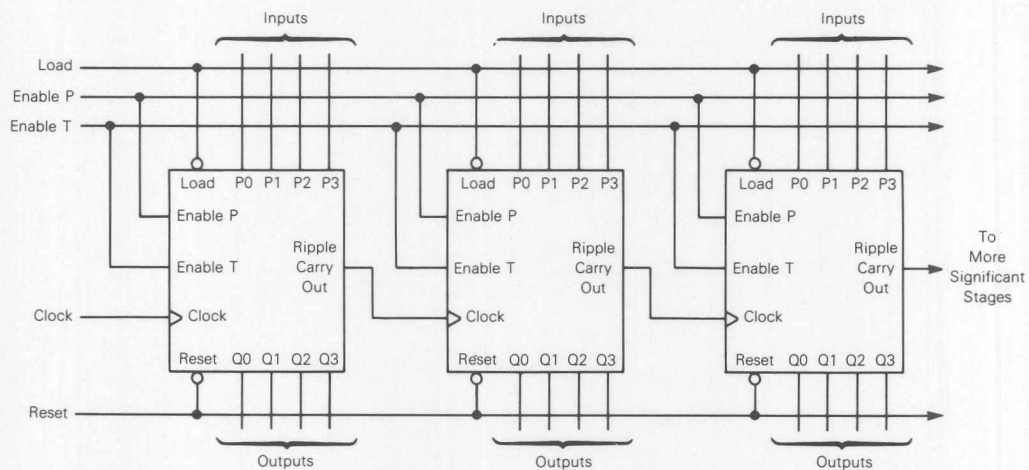 Inputs Inputs Inputs
Load
Enable P
Enable T
Load P0 P1 P2 P3 Load P0 P1 P2 P3 Load P0 P1 P2 P3
Enable P Enable P Enable P
Ripple Ripple Ripple
Enable T Carry Enable T Carry Enable T Carry
Out Out Out
To
More
Significant
Stages
Clock Clock Clock Clock
Reset Q0 Q1 Q2 Q3 Reset Q0 Q1 Q2 Q3 Reset Q0 Q1 Q2 Q3
Reset
Outputs Outputs Outputs